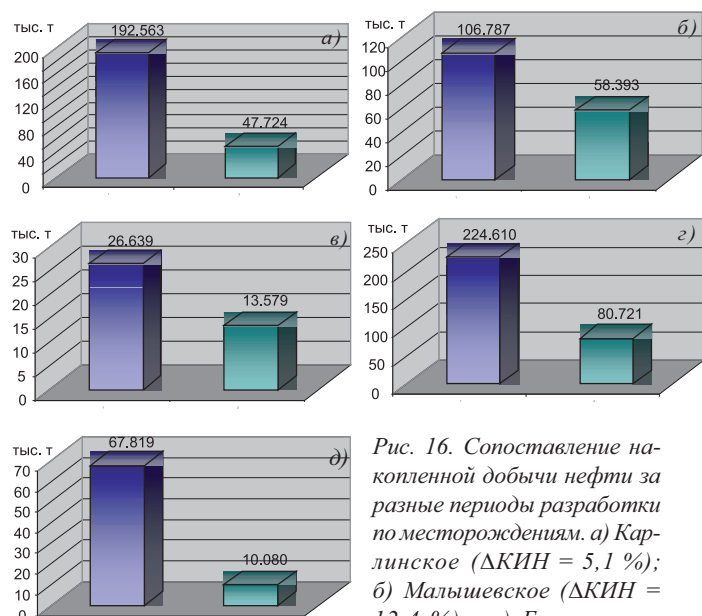 тыс. т
192.563
а)
200
160
120
80
40
0
47.724
тыс. т
106.787
б)
120
100
80
60
40
20
0
58.393
тыс. т
26.639
в)
30
25
20
15
10
5
0
13.579
224.610
г)
250
200
150
100
50
0
80.721
тыс. т
67.819
д)
70
60
50
40
30
20
10
0
10.080
Рис. 16. Сопоставление на-
копленной добычи нефти за
разные периоды разработки
по месторождениям. а) Кар-
линское (ΔКИН = 5,1 %);
б) Малышевское (ΔКИН =